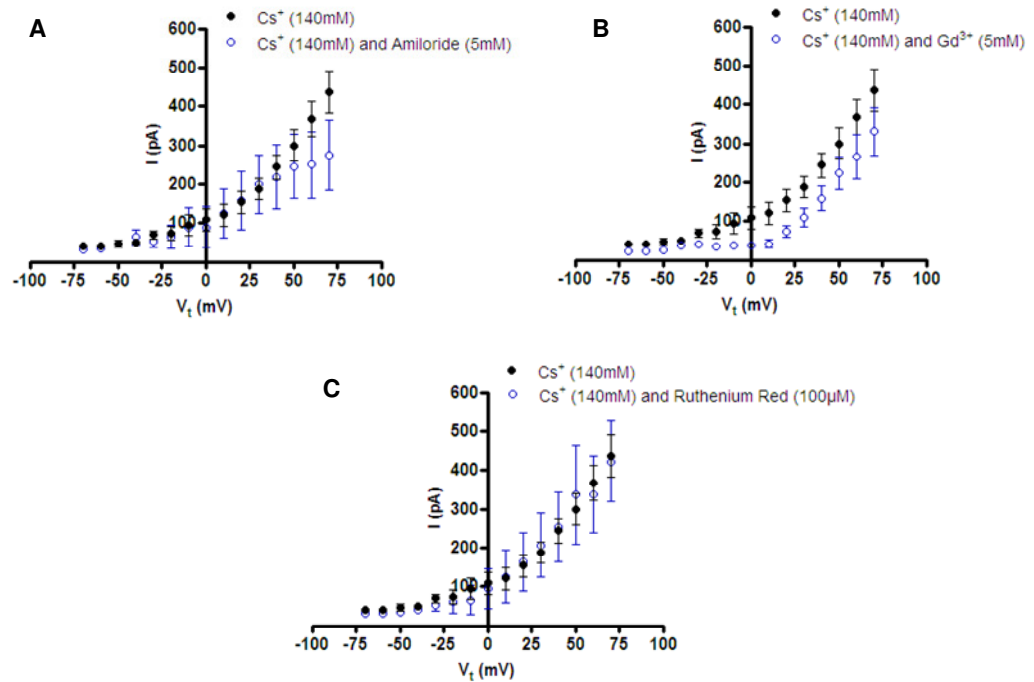 A
Cs⁺ (140mM)
Cs⁺ (140mM) and Amiloride (5mM)
600
500
400
300
200
100
I (pA)
-100 -75 -50 -25 0 25 50 75 100
Vₜ (mV)
B
Cs⁺ (140mM)
Cs⁺ (140mM) and Gd³⁺ (5mM)
600
500
400
300
200
100
I (pA)
-100 -75 -50 -25 0 25 50 75 100
Vₜ (mV)
C
Cs⁺ (140mM)
Cs⁺ (140mM) and Ruthenium Red (100µM)
600
500
400
300
200
100
I (pA)
-100 -75 -50 -25 0 25 50 75 100
Vₜ (mV)